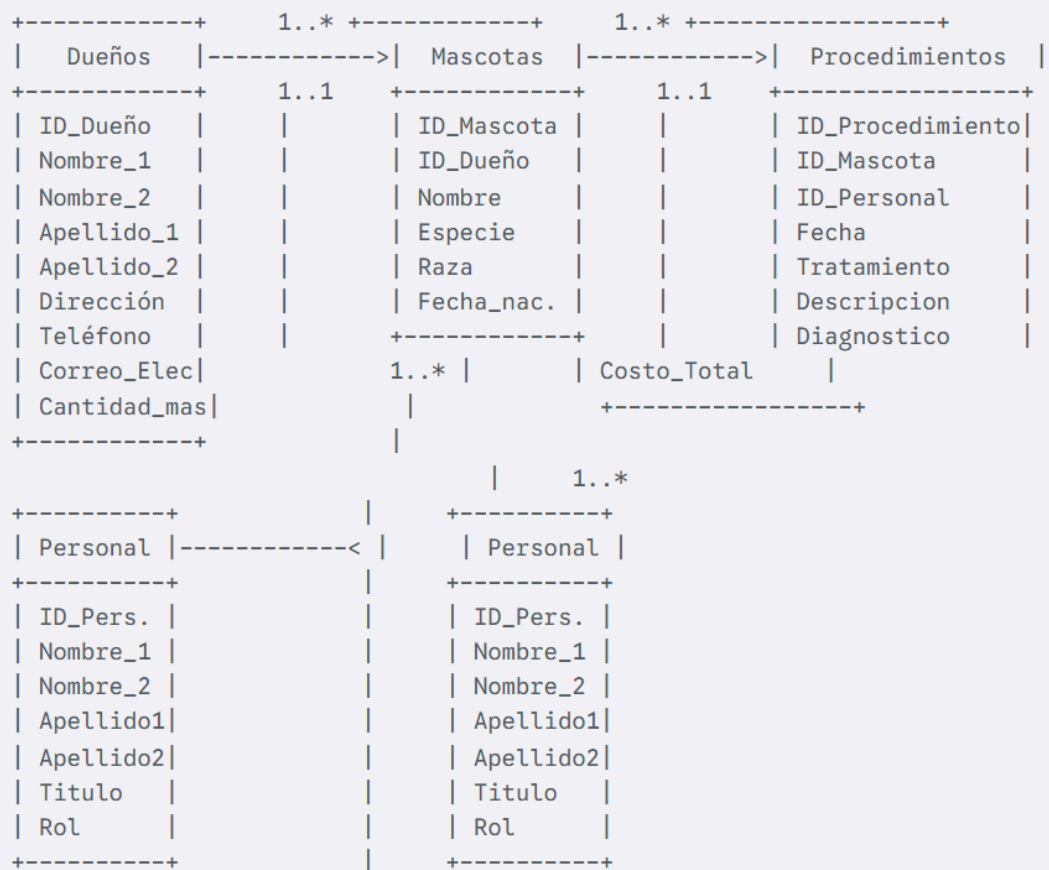 +------------+     1..* +------------+     1..* +-----------------+
|   Dueños   |------------>|  Mascotas  |------------>|  Procedimientos  |
+------------+     1..1    +------------+     1..1    +-----------------+
| ID_Dueño   |     |       | ID_Mascota |     |       | ID_Procedimiento|
| Nombre_1   |     |       | ID_Dueño   |     |       | ID_Mascota      |
| Nombre_2   |     |       | Nombre     |     |       | ID_Personal     |
| Apellido_1 |     |       | Especie    |     |       | Fecha           |
| Apellido_2 |     |       | Raza       |     |       | Tratamiento     |
| Dirección  |     |       | Fecha_nac. |     |       | Descripcion     |
| Teléfono   |     |       +------------+     |       | Diagnostico     |
| Correo_Elec|             1..* |       | Costo_Total     |
| Cantidad_mas|             |            +-----------------+
+------------+             |
                               |     1..*
+----------+             |     +----------+
| Personal |------------< |     | Personal |
+----------+             |     +----------+
| ID_Pers. |             |     | ID_Pers. |
| Nombre_1 |             |     | Nombre_1 |
| Nombre_2 |             |     | Nombre_2 |
| Apellido1|             |     | Apellido1|
| Apellido2|             |     | Apellido2|
| Titulo   |             |     | Titulo   |
| Rol      |             |     | Rol      |
+----------+             |     +----------+